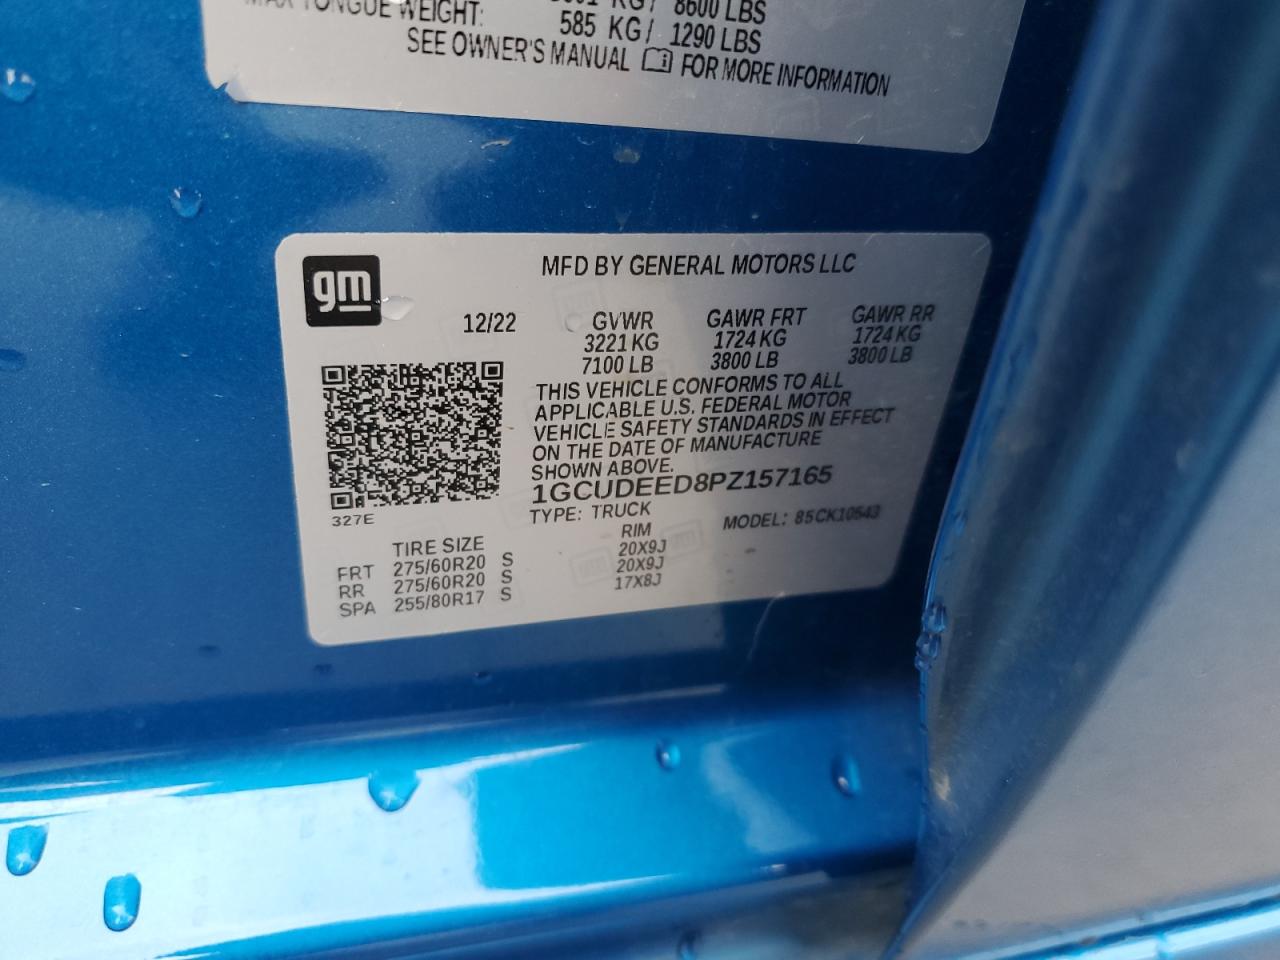 MAX TONGUE WEIGHT: KG/ 8600 LBS
585 KG/ 1290 LBS
SEE OWNER'S MANUAL FOR MORE INFORMATION
gm
MFD BY GENERAL MOTORS LLC
12/22 GVWR GAWR FRT GAWR RR
3221 KG 1724 KG 1724 KG
7100 LB 3800 LB 3800 LB
THIS VEHICLE CONFORMS TO ALL
APPLICABLE U.S. FEDERAL MOTOR
VEHICLE SAFETY STANDARDS IN EFFECT
ON THE DATE OF MANUFACTURE
SHOWN ABOVE.
1GCUDEED8PZ157165
327E
TYPE: TRUCK MODEL: 85CK10543
TIRE SIZE RIM
FRT 275/60R20 S 20X9J
RR 275/60R20 S 20X9J
SPA 255/80R17 S 17X8J